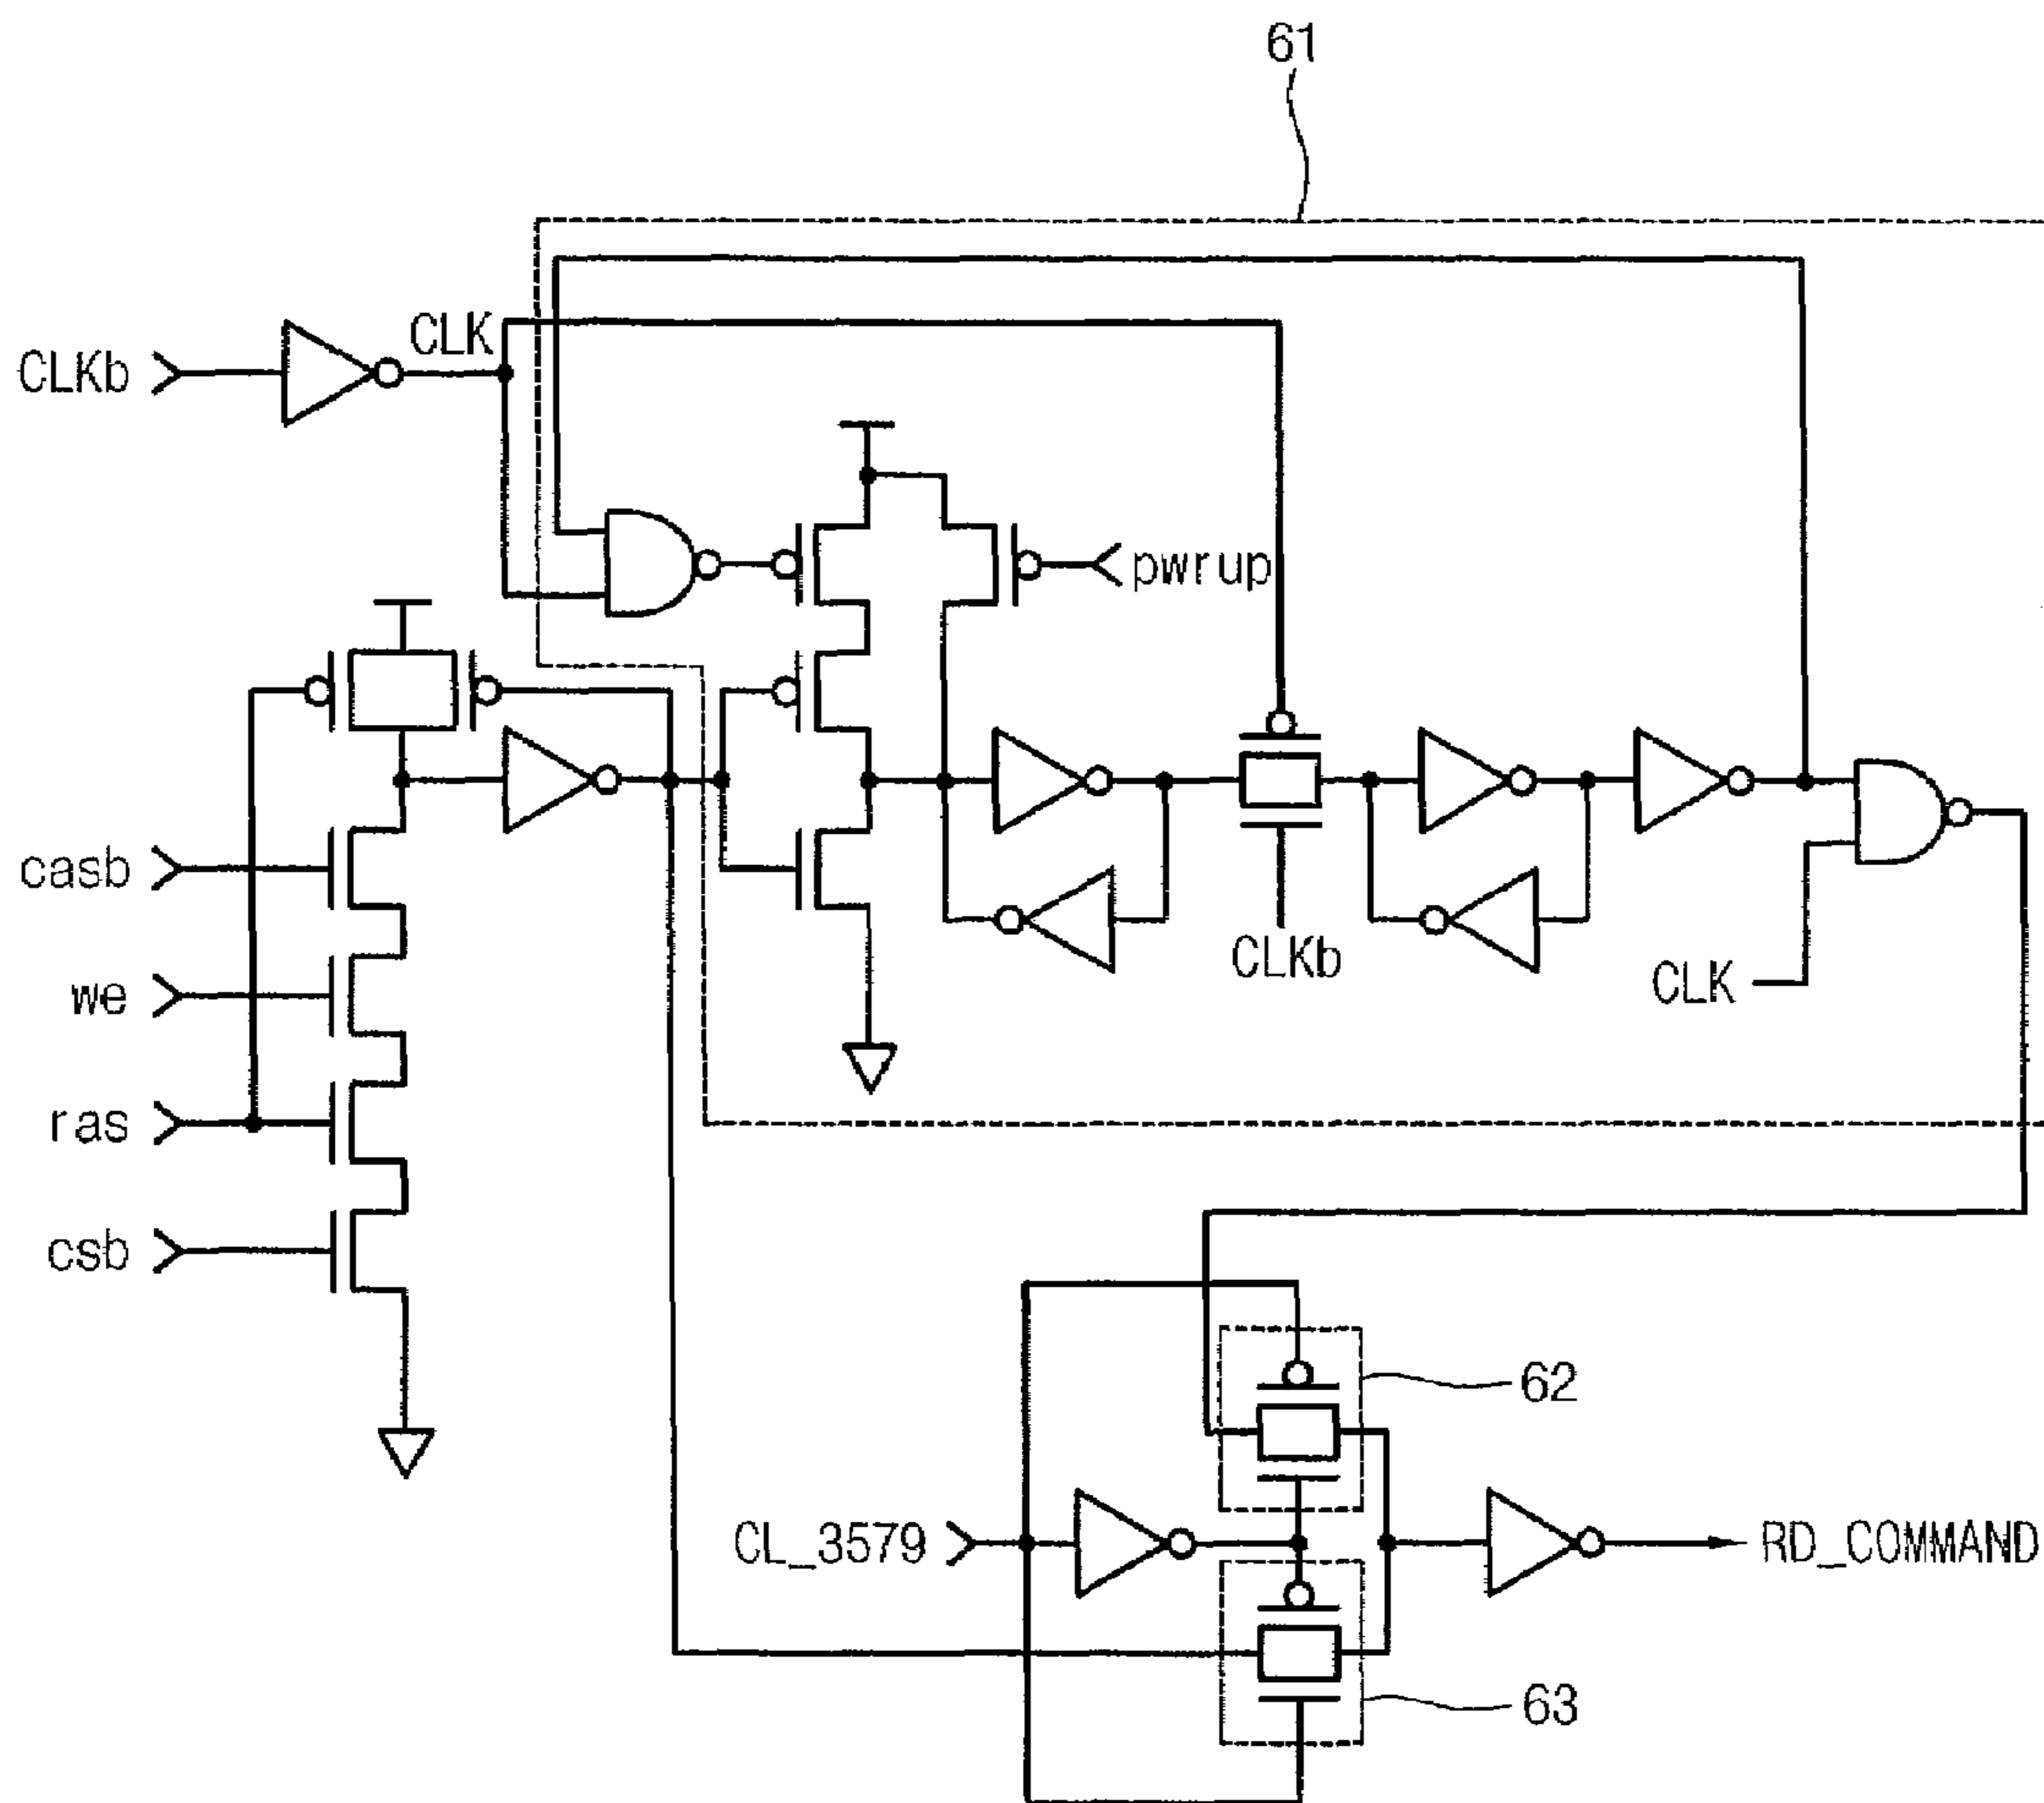 61
CLKb
CLK
pwrup
casb
we
CLKb
CLK
ras
csb
62
CL_3579
RD_COMMAND
63